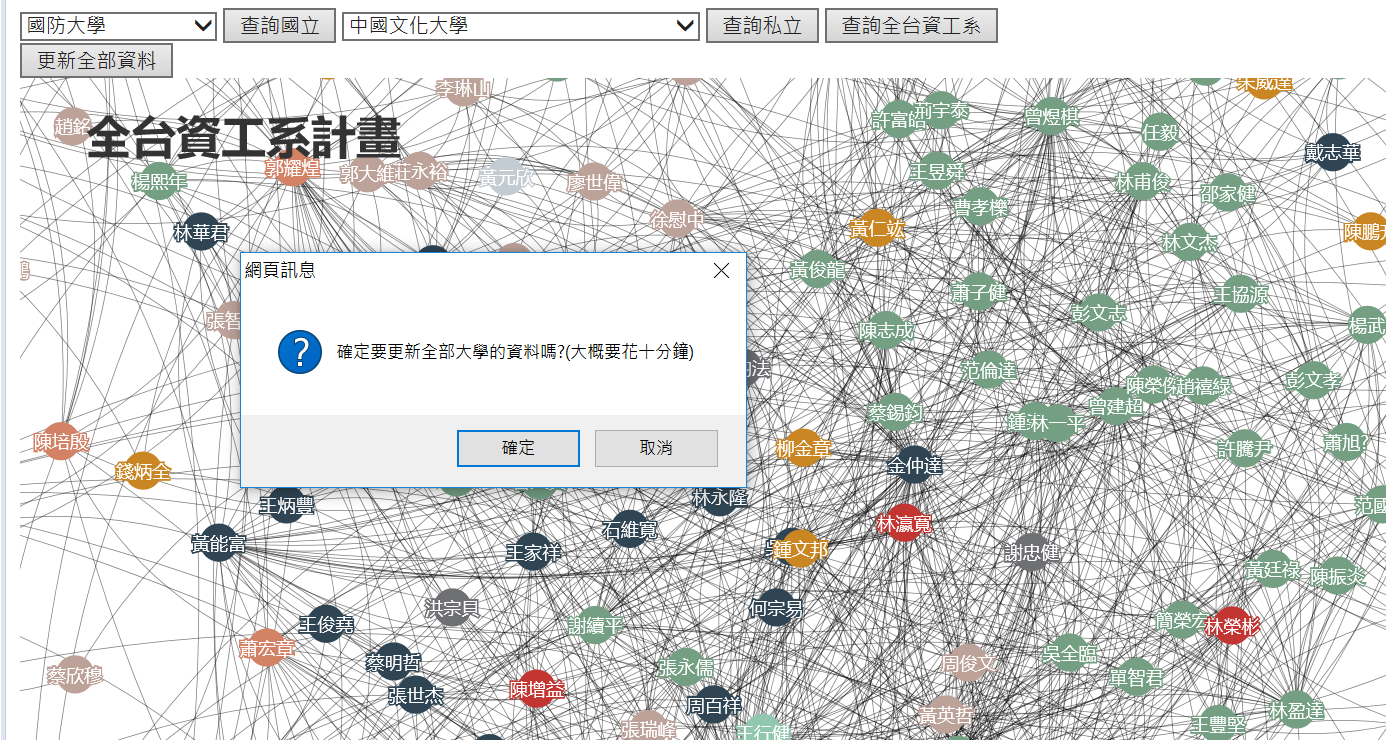 國防大學
查詢國立
中國文化大學
查詢私立
查詢全台資工系
更新全部資料
全台資工系計畫
李琳山
朱威達
許富皓
荊宇泰
曾煜棋
趙銘
任毅
戴志華
郭耀煌
郭大維
莊永裕
黃元欣
廖世偉
楊熙年
王昱舜
林甫俊
邵家健
曹孝櫟
徐慰中
林華君
黃仁竑
陳鵬升
林文杰
網頁訊息
黃俊龍
蕭子健
王協源
彭文志
張智
陳志成
楊武
確定要更新全部大學的資料嗎?(大概要花十分鐘)
范倫達
陳榮傑
趙禧綠
彭文孝
曾建超
蔡錫鈞
林一平
陳培殷
確定
取消
柳金章
許騰尹
蕭旭?
錢炳全
金仲達
王炳豐
林永隆
范國
林瀛寬
石維寬
黃能富
王家祥
鍾文邦
謝忠健
黃廷祿
陳振炎
洪宗貝
何宗易
王俊堯
謝續平
簡榮宏
林榮彬
蕭宏章
吳全臨
蔡明哲
張永儒
周俊文
蔡欣穆
單智君
張世杰
陳增益
周百祥
黃英哲
林盈達
張瑞峰
王行健
王豐堅